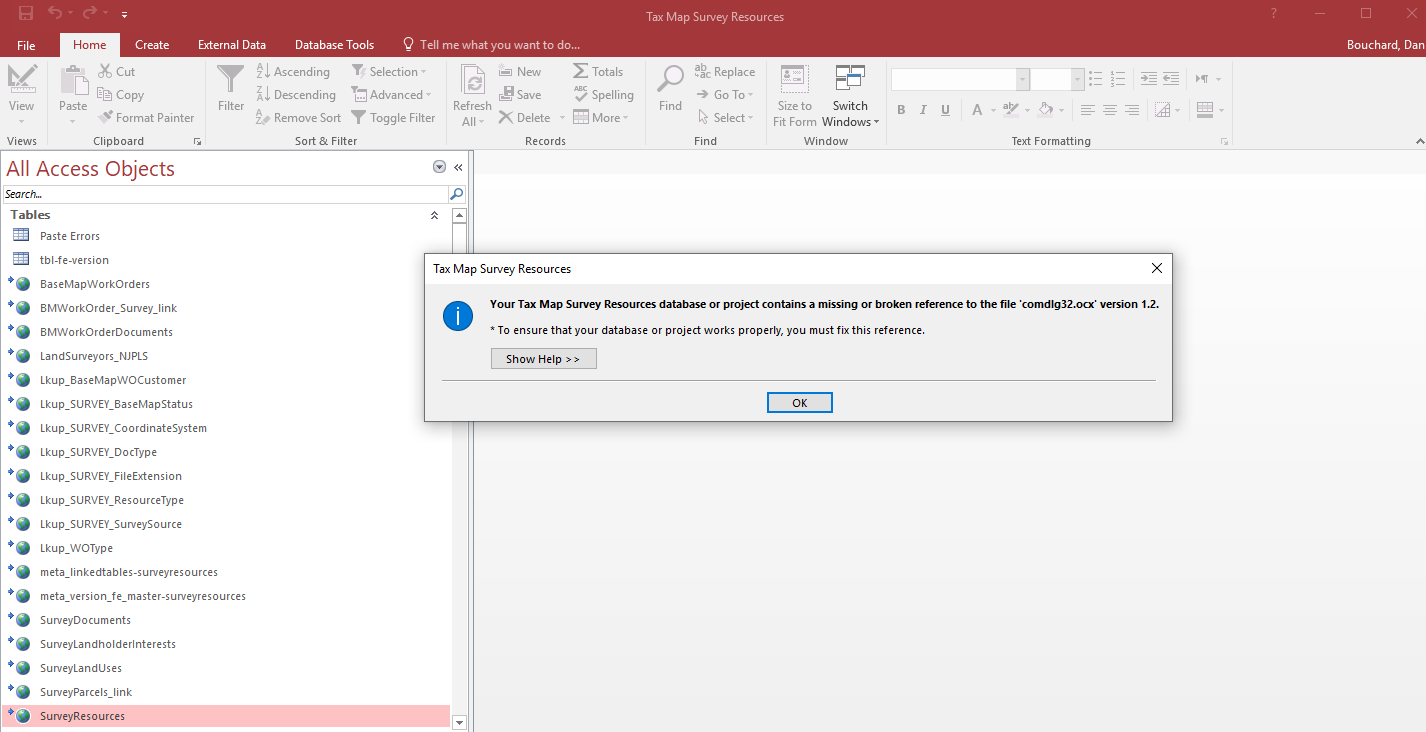 Tax Map Survey Resources
?
File Home Create External Data Database Tools Tell me what you want to do... Bouchard, Dan
View
Views
Paste
Cut
Copy
Format Painter
Clipboard
Filter
Ascending
Descending
Remove Sort
Selection
Advanced
Toggle Filter
Sort & Filter
Refresh
All
New
Save
Delete
Totals
Spelling
More
Records
Find
Replace
Go To
Select
Find
Size to
Fit Form
Switch
Windows
Window
B I U A
Text Formatting
All Access Objects
Search...
Tables
Paste Errors
tbl-fe-version
BaseMapWorkOrders
BMWorkOrder_Survey_link
BMWorkOrderDocuments
LandSurveyors_NJPLS
Lkup_BaseMapWOCustomer
Lkup_SURVEY_BaseMapStatus
Lkup_SURVEY_CoordinateSystem
Lkup_SURVEY_DocType
Lkup_SURVEY_FileExtension
Lkup_SURVEY_ResourceType
Lkup_SURVEY_SurveySource
Lkup_WOType
meta_linkedtables-surveyresources
meta_version_fe_master-surveyresources
SurveyDocuments
SurveyLandholderInterests
SurveyLandUses
SurveyParcels_link
SurveyResources
Tax Map Survey Resources
Your Tax Map Survey Resources database or project contains a missing or broken reference to the file 'comdlg32.ocx' version 1.2.
* To ensure that your database or project works properly, you must fix this reference.
Show Help >>
OK